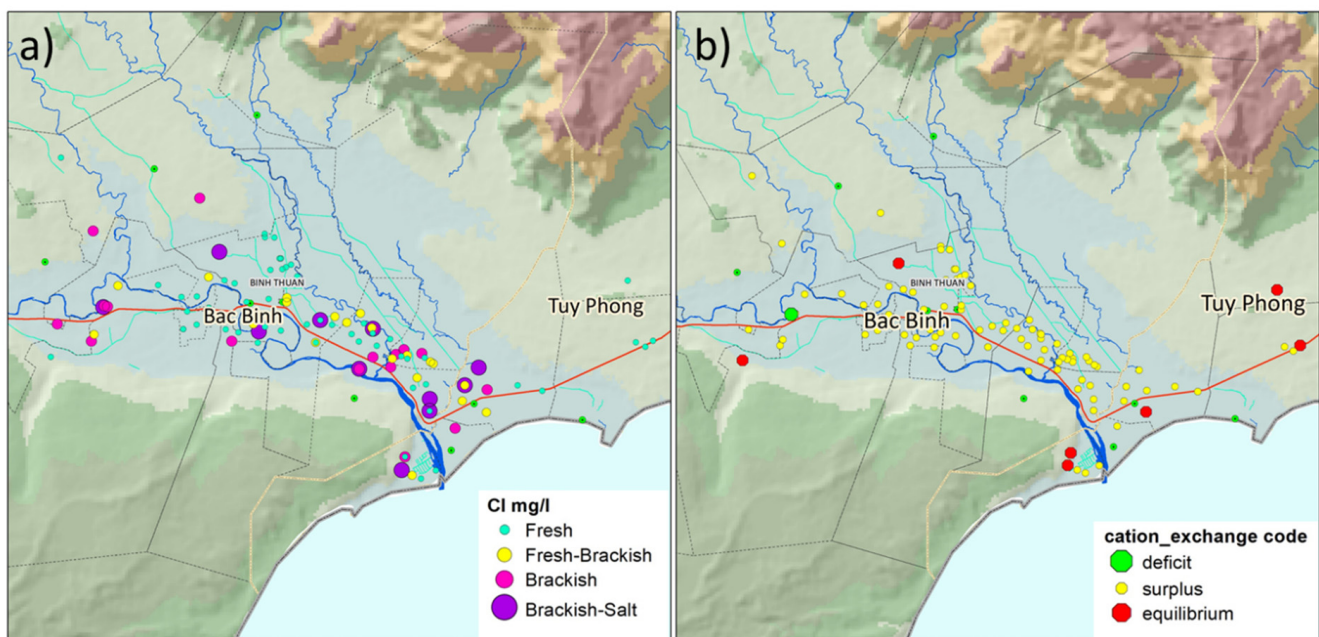 a)
BINH THUAN
Bac Binh
Tuy Phong
Cl mg/l
Fresh
Fresh-Brackish
Brackish
Brackish-Salt
b)
BINH THUAN
Bac Binh
Tuy Phong
cation_exchange code
deficit
surplus
equilibrium